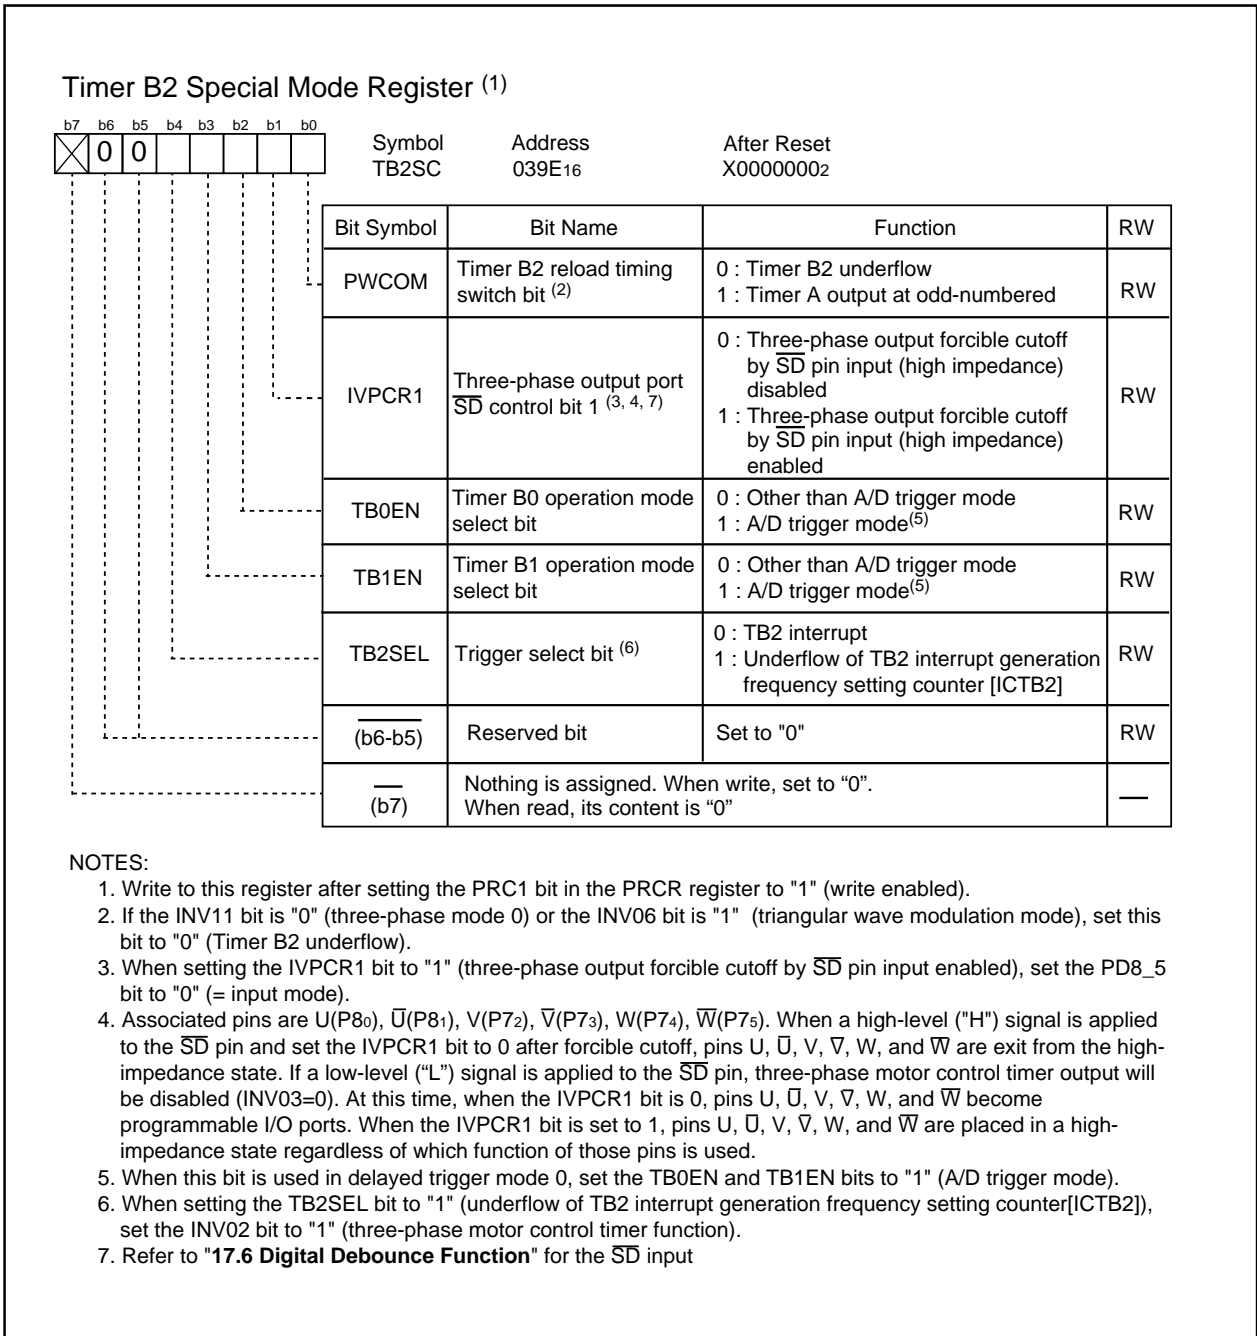 Timer B2 Special Mode Register (1)
b7 b6 b5 b4 b3 b2 b1 b0
0 0
Symbol Address After Reset
TB2SC 039E16 X00000002
Bit Symbol Bit Name Function RW
PWCOM
Timer B2 reload timing
switch bit (2)
0 : Timer B2 underflow
1 : Timer A output at odd-numbered
RW
IVPCR1
Three-phase output port
S̅D̅ control bit 1 (3, 4, 7)
0 : Three-phase output forcible cutoff
by S̅D̅ pin input (high impedance)
disabled
1 : Three-phase output forcible cutoff
by S̅D̅ pin input (high impedance)
enabled
RW
TB0EN
Timer B0 operation mode
select bit
0 : Other than A/D trigger mode
1 : A/D trigger mode(5)
RW
TB1EN
Timer B1 operation mode
select bit
0 : Other than A/D trigger mode
1 : A/D trigger mode(5)
RW
TB2SEL
Trigger select bit (6)
0 : TB2 interrupt
1 : Underflow of TB2 interrupt generation
frequency setting counter [ICTB2]
RW
(b6-b5)
Reserved bit
Set to "0"
RW
—
(b7)
Nothing is assigned. When write, set to “0”.
When read, its content is “0”
—
NOTES:
1. Write to this register after setting the PRC1 bit in the PRCR register to "1" (write enabled).
2. If the INV11 bit is "0" (three-phase mode 0) or the INV06 bit is "1" (triangular wave modulation mode), set this
bit to "0" (Timer B2 underflow).
3. When setting the IVPCR1 bit to "1" (three-phase output forcible cutoff by S̅D̅ pin input enabled), set the PD8_5
bit to "0" (= input mode).
4. Associated pins are U(P80), U̅(P81), V(P72), V̅(P73), W(P74), W̅(P75). When a high-level ("H") signal is applied
to the S̅D̅ pin and set the IVPCR1 bit to 0 after forcible cutoff, pins U, U̅, V, V̅, W, and W̅ are exit from the high-
impedance state. If a low-level (“L”) signal is applied to the S̅D̅ pin, three-phase motor control timer output will
be disabled (INV03=0). At this time, when the IVPCR1 bit is 0, pins U, U̅, V, V̅, W, and W̅ become
programmable I/O ports. When the IVPCR1 bit is set to 1, pins U, U̅, V, V̅, W, and W̅ are placed in a high-
impedance state regardless of which function of those pins is used.
5. When this bit is used in delayed trigger mode 0, set the TB0EN and TB1EN bits to "1" (A/D trigger mode).
6. When setting the TB2SEL bit to "1" (underflow of TB2 interrupt generation frequency setting counter[ICTB2]),
set the INV02 bit to "1" (three-phase motor control timer function).
7. Refer to "17.6 Digital Debounce Function" for the S̅D̅ input